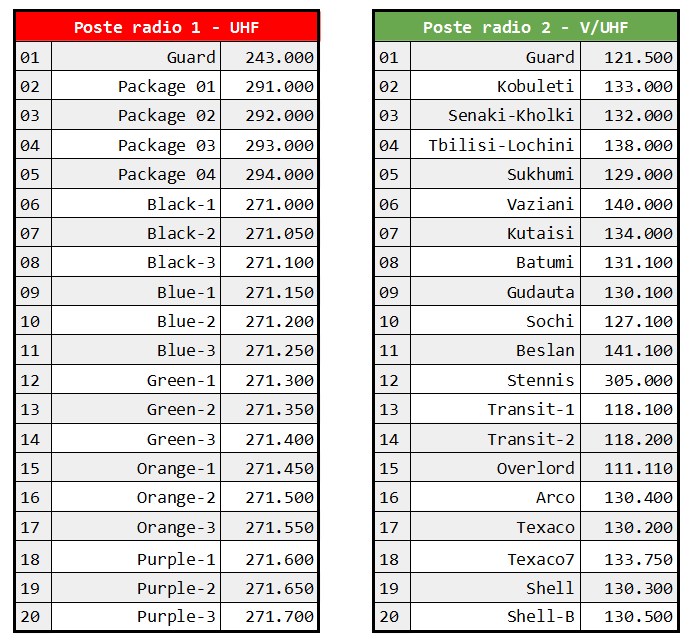 Poste radio 1 - UHF
01 Guard 243.000
02 Package 01 291.000
03 Package 02 292.000
04 Package 03 293.000
05 Package 04 294.000
06 Black-1 271.000
07 Black-2 271.050
08 Black-3 271.100
09 Blue-1 271.150
10 Blue-2 271.200
11 Blue-3 271.250
12 Green-1 271.300
13 Green-2 271.350
14 Green-3 271.400
15 Orange-1 271.450
16 Orange-2 271.500
17 Orange-3 271.550
18 Purple-1 271.600
19 Purple-2 271.650
20 Purple-3 271.700
Poste radio 2 - V/UHF
01 Guard 121.500
02 Kobuleti 133.000
03 Senaki-Kholki 132.000
04 Tbilisi-Lochini 138.000
05 Sukhumi 129.000
06 Vaziani 140.000
07 Kutaisi 134.000
08 Batumi 131.100
09 Gudauta 130.100
10 Sochi 127.100
11 Beslan 141.100
12 Stennis 305.000
13 Transit-1 118.100
14 Transit-2 118.200
15 Overlord 111.110
16 Arco 130.400
17 Texaco 130.200
18 Texaco7 133.750
19 Shell 130.300
20 Shell-B 130.500